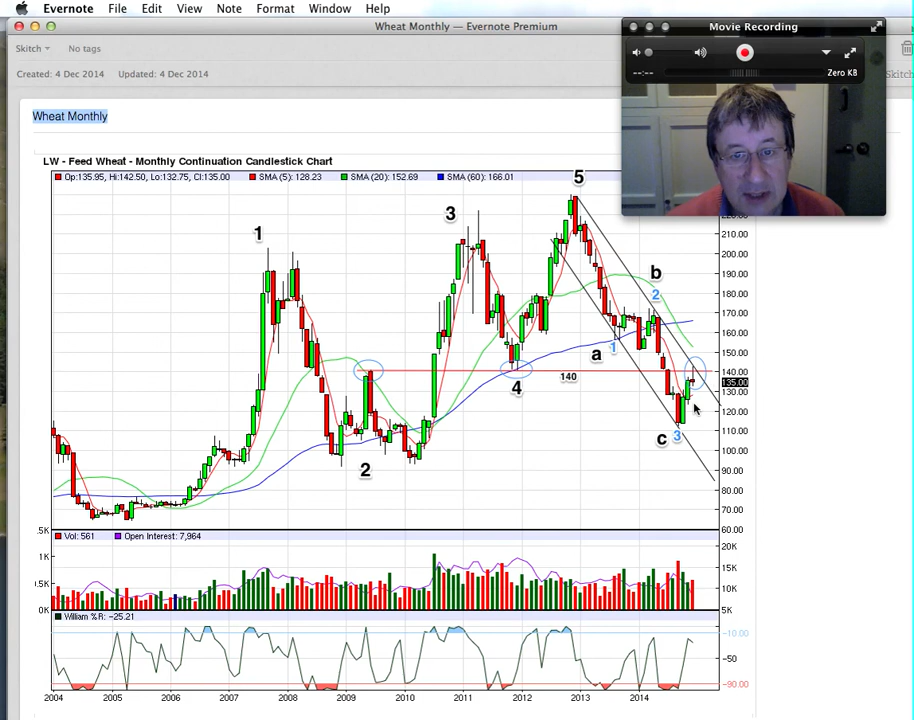 Evernote File Edit View Note Format Window Help
Wheat Monthly — Evernote Premium
Movie Recording
Skitch No tags
--:-- Zero KB
Created: 4 Dec 2014 Updated: 4 Dec 2014
Skitch
Wheat Monthly
LW - Feed Wheat - Monthly Continuation Candlestick Chart
Op:135.95, Hi:142.50, Lo:132.75, Cl:135.00 SMA (5): 128.23 SMA (20): 152.69 SMA (60): 166.01
5
3
1
b
2
a
1
4
140
2
c
3
210.00
200.00
190.00
180.00
170.00
160.00
150.00
140.00
135.00
120.00
110.00
100.00
90.00
80.00
70.00
60.00
Vol: 561 Open Interest: 7,964
.5K
1K
.5K
0K
20K
15K
10K
5K
William %R: -25.21
-10.00
-50
-90.00
2004 2005 2006 2007 2008 2009 2010 2011 2012 2013 2014